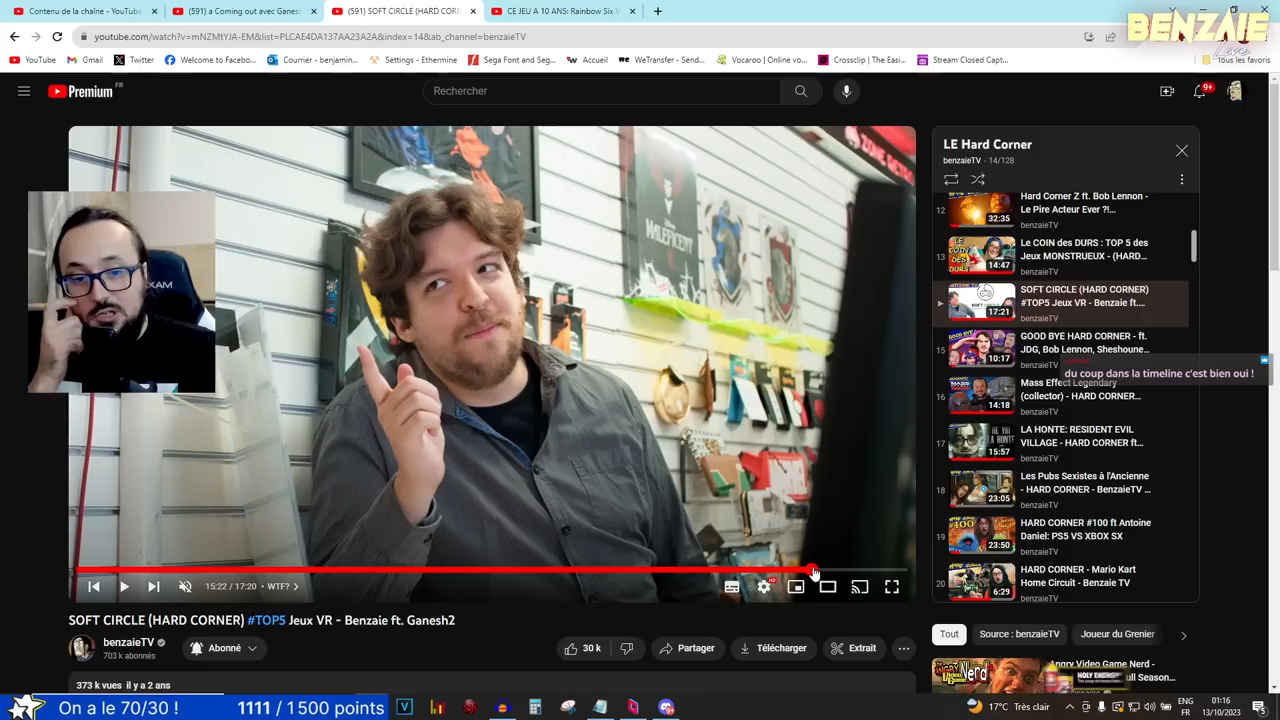 Contenu de la chaîne - YouTube
(591) a Coming out avec Ganesh
(591) SOFT CIRCLE (HARD CORN
CE JEU A 10 ANS: Rainbow Six V
youtube.com/watch?v=mNZMtYJA-EM&list=PLCAE4DA137AA23A2A&index=14&ab_channel=benzaieTV
BENZAIE
Live
YouTube
Gmail
Twitter
Welcome to Facebo...
Courrier - benjamin...
Settings - Ethermine
Sega Font and Seg...
Accueil
WeTransfer - Send...
Vocaroo | Online vo...
Crossclip | The Easi...
Stream Closed Capt...
Tous les favoris
Premium FR
Rechercher
9+
MALEFICENT
XAM
15:22 / 17:20 • WTF?
HD
LE Hard Corner
benzaieTV - 14/128
12
Hard Corner Z ft. Bob Lennon -
Le Pire Acteur Ever ?!...
benzaieTV
32:35
13
Le COIN des DURS : TOP 5 des
Jeux MONSTRUEUX - (HARD...
benzaieTV
14:47
SOFT CIRCLE (HARD CORNER)
#TOP5 Jeux VR - Benzaie ft....
benzaieTV
17:21
15
GOOD BYE HARD CORNER - ft.
JDG, Bob Lennon, Sheshoune...
benzaieTV
10:17
du coup dans la timeline c'est bien oui !
16
Mass Effect Legendary
(collector) - HARD CORNER...
benzaieTV
14:18
17
LA HONTE: RESIDENT EVIL
VILLAGE - HARD CORNER ft...
benzaieTV
15:57
18
Les Pubs Sexistes à l'Ancienne
- HARD CORNER - BenzaieTV ...
benzaieTV
23:05
19
HARD CORNER #100 ft Antoine
Daniel: PS5 VS XBOX SX
benzaieTV
23:50
20
HARD CORNER - Mario Kart
Home Circuit - Benzaie TV
benzaieTV
6:29
SOFT CIRCLE (HARD CORNER) #TOP5 Jeux VR - Benzaie ft. Ganesh2
benzaieTV
703 k abonnés
Abonné
30 k
Partager
Télécharger
Extrait
373 k vues il y a 2 ans
Tout
Source : benzaieTV
Joueur du Grenier
Angry Video Game Nerd -
ull Season...
HOLY ENERGY
On a le 70/30 !
1111 / 1 500 points
17°C Très clair
ENG
FR
01:16
13/10/2023